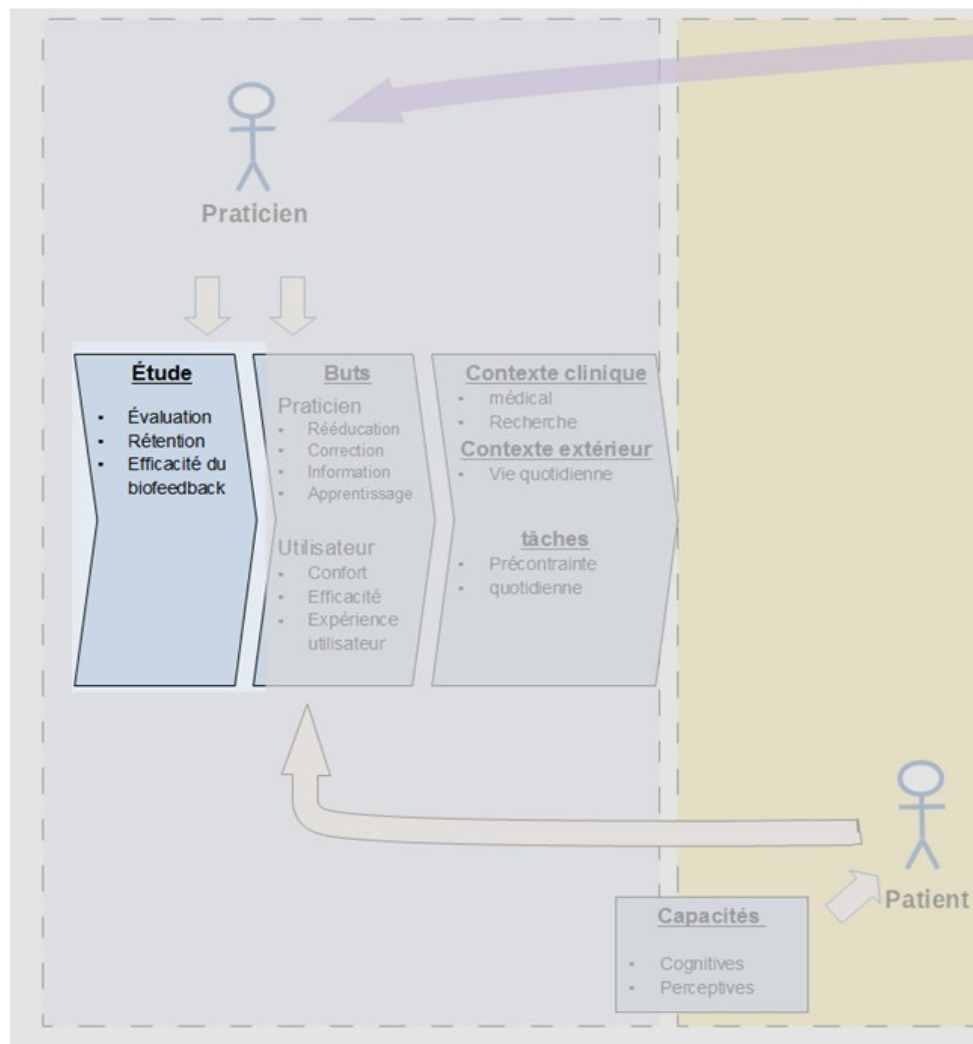 Praticien
Étude
• Évaluation
• Rétention
• Efficacité du
biofeedback
Buts
Praticien
• Rééducation
• Correction
• Information
• Apprentissage
Utilisateur
• Confort
• Efficacité
• Expérience
utilisateur
Contexte clinique
• médical
• Recherche
Contexte extérieur
• Vie quotidienne
tâches
• Précontrainte
• quotidienne
Patient
Capacités
• Cognitives
• Perceptives